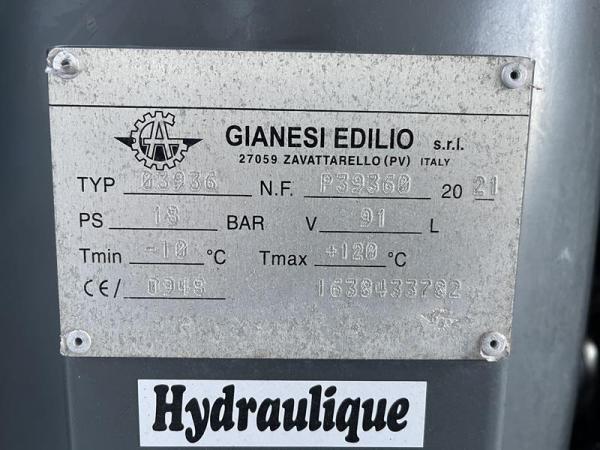 GIANESI EDILIO s.r.l.
27059 ZAVATTARELLO (PV) ITALY
TYP 03936 N.F. P39360 20 21
PS 18 BAR V 91 L
Tmin -10 °C Tmax +120 °C
CE/ 0948 1638433782
Hydraulique